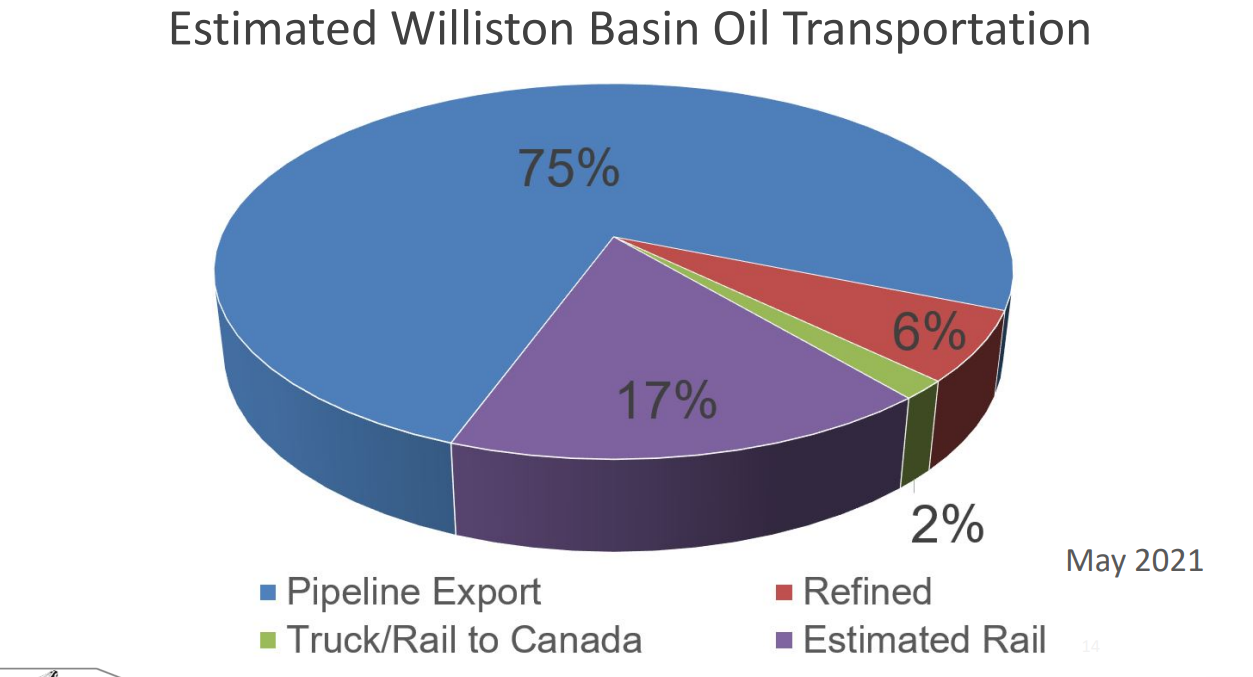 Estimated Williston Basin Oil Transportation
75%
6%
17%
2%
May 2021
Pipeline Export
Refined
Truck/Rail to Canada
Estimated Rail
14